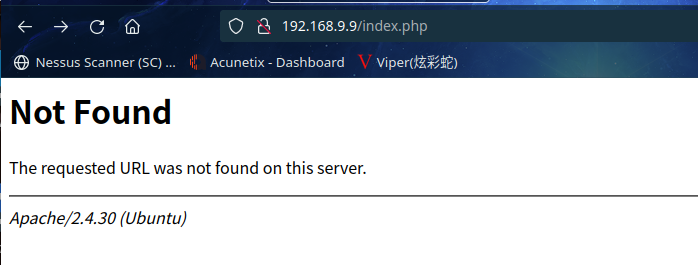 192.168.9.9/index.php
Nessus Scanner (SC) ... Acunetix - Dashboard Viper(炫彩蛇)
Not Found
The requested URL was not found on this server.
Apache/2.4.30 (Ubuntu)